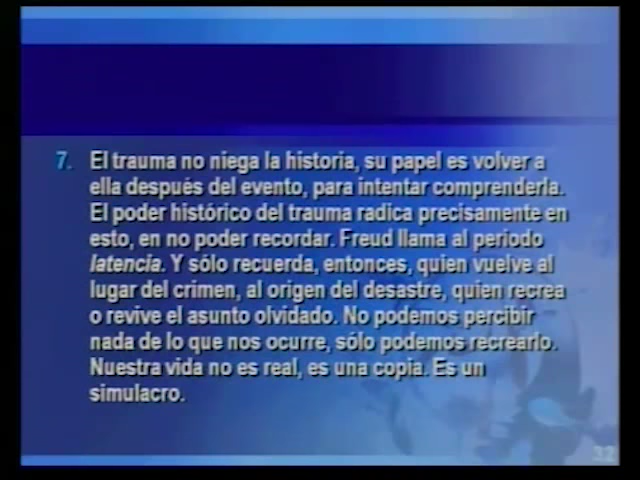 7. El trauma no niega la historia, su papel es volver a
ella después del evento, para intentar comprenderla.
El poder histórico del trauma radica precisamente en
esto, en no poder recordar. Freud llama al periodo
latencia. Y sólo recuerda, entonces, quien vuelve al
lugar del crimen, al origen del desastre, quien recrea
o revive el asunto olvidado. No podemos percibir
nada de lo que nos ocurre, sólo podemos recrearlo.
Nuestra vida no es real, es una copia. Es un
simulacro.
32